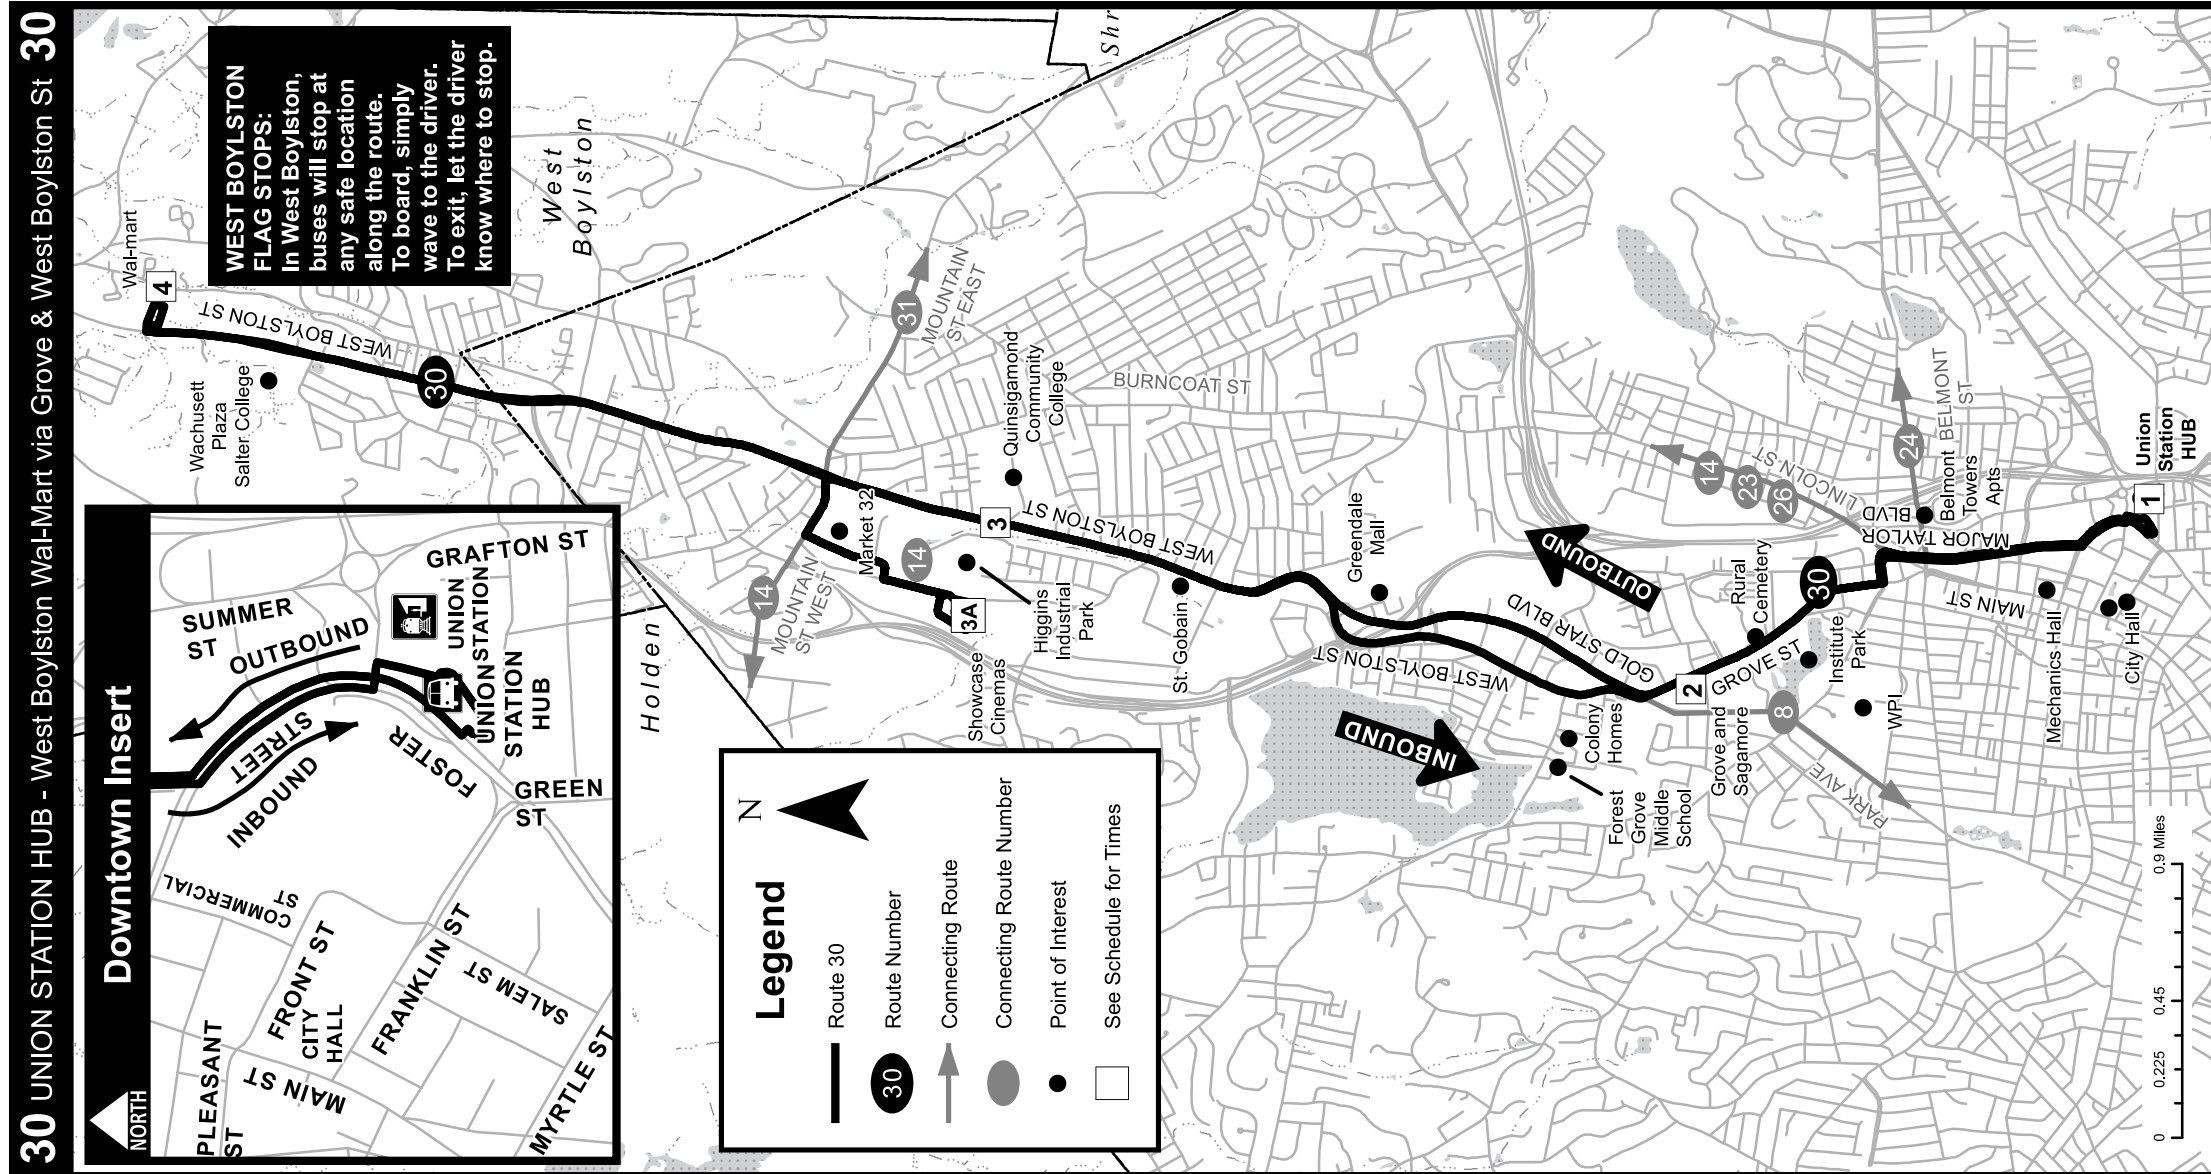 30 UNION STATION HUB - West Boylston Wal-Mart via Grove & West Boylston St 30
WEST BOYLSTON
FLAG STOPS:
In West Boylston,
buses will stop at
any safe location
along the route.
To board, simply
wave to the driver.
To exit, let the driver
know where to stop.
Downtown Insert
NORTH
PLEASANT
ST
MAIN ST
FRONT ST
CITY
HALL
COMMERCIAL
ST
FRANKLIN ST
SALEM ST
MYRTLE ST
INBOUND
STREET
FOSTER
GREEN
ST
SUMMER
ST
OUTBOUND
GRAFTON ST
UNION
STATION
UNION
STATION
HUB
Legend
N
Route 30
30
Route Number
Connecting Route
Connecting Route Number
Point of Interest
See Schedule for Times
Wal-mart
4
WEST BOYLSTON ST
Wachusett
Plaza
Salter College
30
West
Boylston
Shr
Holden
31
MOUNTAIN
ST EAST
14
MOUNTAIN
ST WEST
Market 32
14
3A
Showcase
Cinemas
Higgins
Industrial
Park
Quinsigamond
Community
College
3
BURNCOAT ST
WEST BOYLSTON ST
St. Gobain
Greendale
Mall
WEST BOYLSTON ST
GOLD STAR BLVD
OUTBOUND
INBOUND
Colony
Homes
Forest
Grove
Middle
School
2
Grove and
Sagamore
GROVE ST
Rural
Cemetery
8
PARK AVE
Institute
Park
WPI
30
14
23
26
LINCOLN ST
24
BELMONT
ST
Belmont
Towers
Apts
MAJOR TAYLOR
BLVD
MAIN ST
Mechanics Hall
City Hall
Union
Station
HUB
1
0 0.225 0.45 0.9 Miles